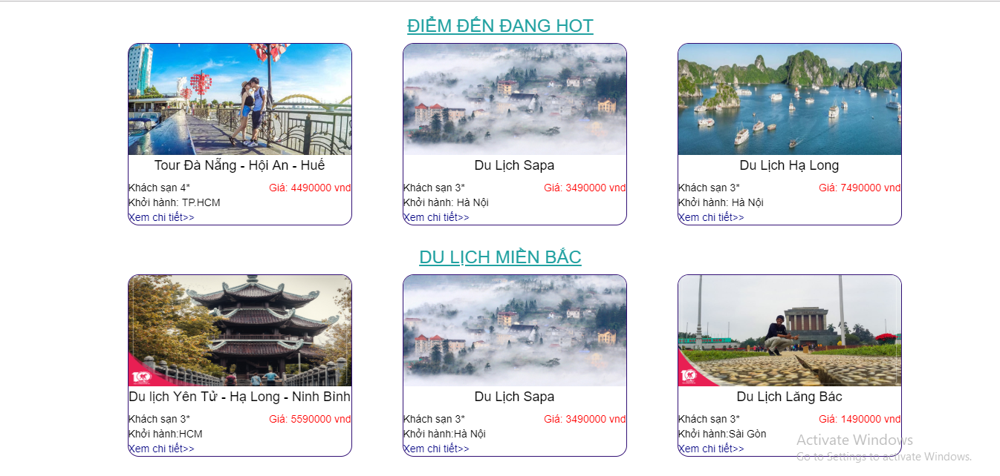 ĐIỂM ĐẾN ĐANG HOT
Tour Đà Nẵng - Hội An - Huế
Khách sạn 4* Giá: 4490000 vnd
Khởi hành: TP.HCM
Xem chi tiết>>
Du Lịch Sapa
Khách sạn 3* Giá: 3490000 vnd
Khởi hành: Hà Nội
Xem chi tiết>>
Du Lịch Hạ Long
Khách sạn 3* Giá: 7490000 vnd
Khởi hành: Hà Nội
Xem chi tiết>>
DU LỊCH MIỀN BẮC
Du lịch Yên Tử - Hạ Long - Ninh Bình
Khách sạn 3* Giá: 5590000 vnd
Khởi hành:HCM
Xem chi tiết>>
Du Lịch Sapa
Khách sạn 3* Giá: 3490000 vnd
Khởi hành:Hà Nội
Xem chi tiết>>
Du Lịch Lăng Bác
Khách sạn 3* Giá: 1490000 vnd
Khởi hành:Sài Gòn
Xem chi tiết>>
Activate Windows
Go to Settings to activate Windows.